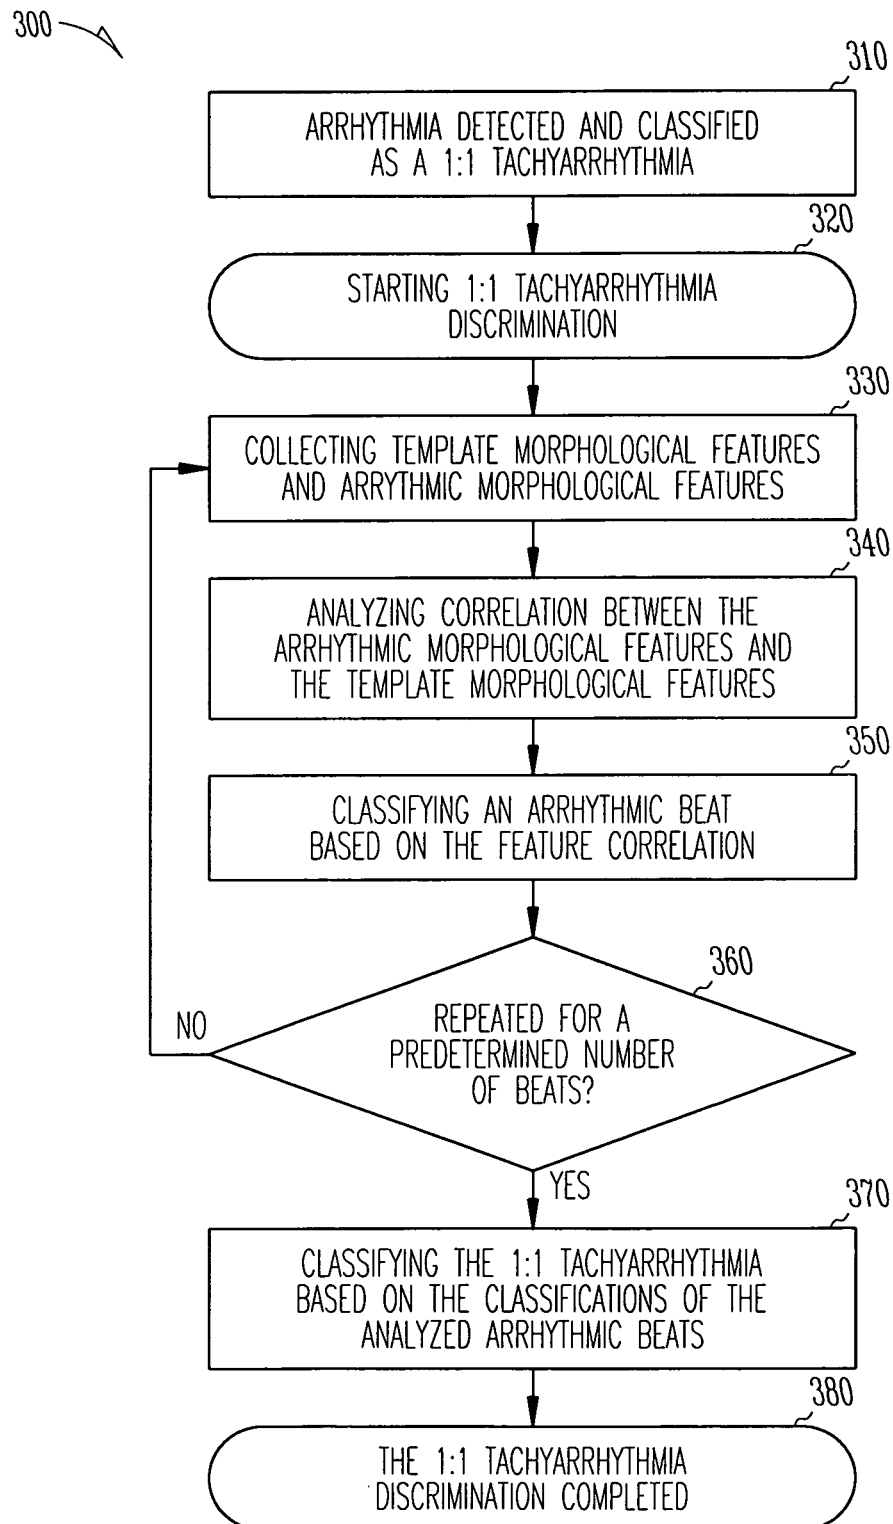 300
310
ARRHYTHMIA DETECTED AND CLASSIFIED
AS A 1:1 TACHYARRHYTHMIA
320
STARTING 1:1 TACHYARRHYTHMIA
DISCRIMINATION
330
COLLECTING TEMPLATE MORPHOLOGICAL FEATURES
AND ARRYTHMIC MORPHOLOGICAL FEATURES
340
ANALYZING CORRELATION BETWEEN THE
ARRHYTHMIC MORPHOLOGICAL FEATURES AND
THE TEMPLATE MORPHOLOGICAL FEATURES
350
CLASSIFYING AN ARRHYTHMIC BEAT
BASED ON THE FEATURE CORRELATION
360
REPEATED FOR A
PREDETERMINED NUMBER
OF BEATS?
NO
YES
370
CLASSIFYING THE 1:1 TACHYARRHYTHMIA
BASED ON THE CLASSIFICATIONS OF THE
ANALYZED ARRHYTHMIC BEATS
380
THE 1:1 TACHYARRHYTHMIA
DISCRIMINATION COMPLETED